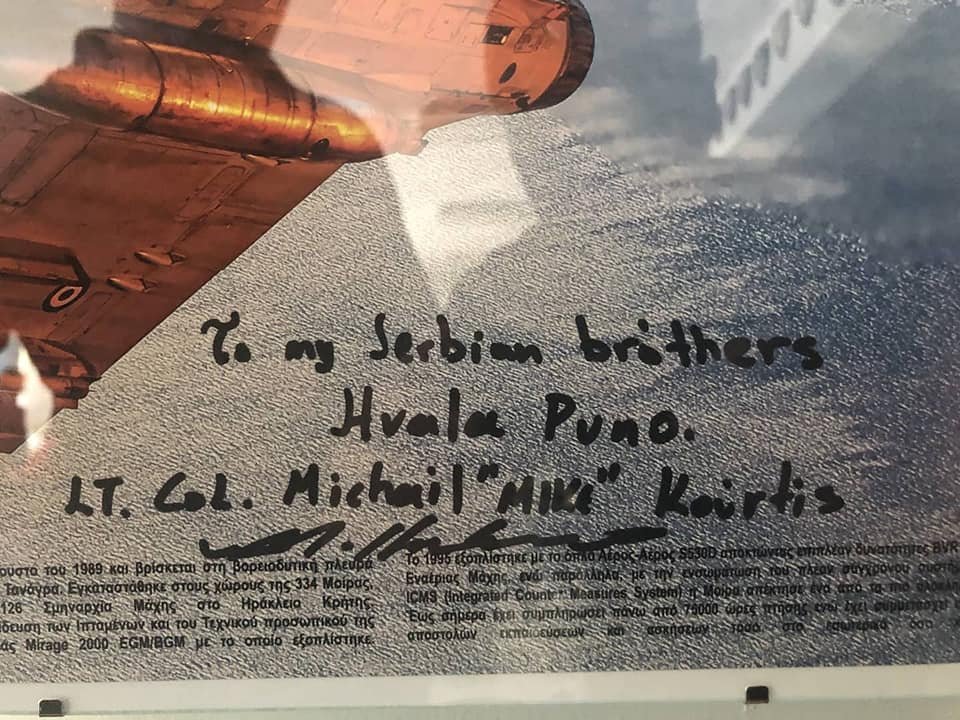 To my Serbian brothers
Hvala Puno.
LT. Col. Michail "MIKE" Kourtis
ούστου του 1989 και βρίσκεται στη βορειοδυτική πλευρά
Τανάγρα. Εγκαταστάθηκε στους χώρους της 334 Μοίρας,
126 Σμηναρχία Μάχης στο Ηράκλειο Κρήτης,
ίδευση των Ιπταμένων και του Τεχνικού προσωπικού της
ας Mirage 2000 EGM/BGM με το οποίο εξοπλίστηκε.
Το 1995 εξοπλίστηκε με το όπλο Αέρος-Αέρος S530D αποκτώντας επιπλέον δυνατότητες BVR
Εναέριας Μάχης, ενώ παράλληλα, με την ενσωμάτωση του πλέον σύγχρονου
ICMS (Integrated Counter Measures System) η Μοίρα απέκτησε ένα από τα πιο
Έως σήμερα έχει συμπληρώσει πάνω από 75000 ώρες πτήσης ενώ έχει συμμετάσχει
αποστολών εκπαιδεύσεων και ασκήσεων τόσο στο εσωτερικό όσο